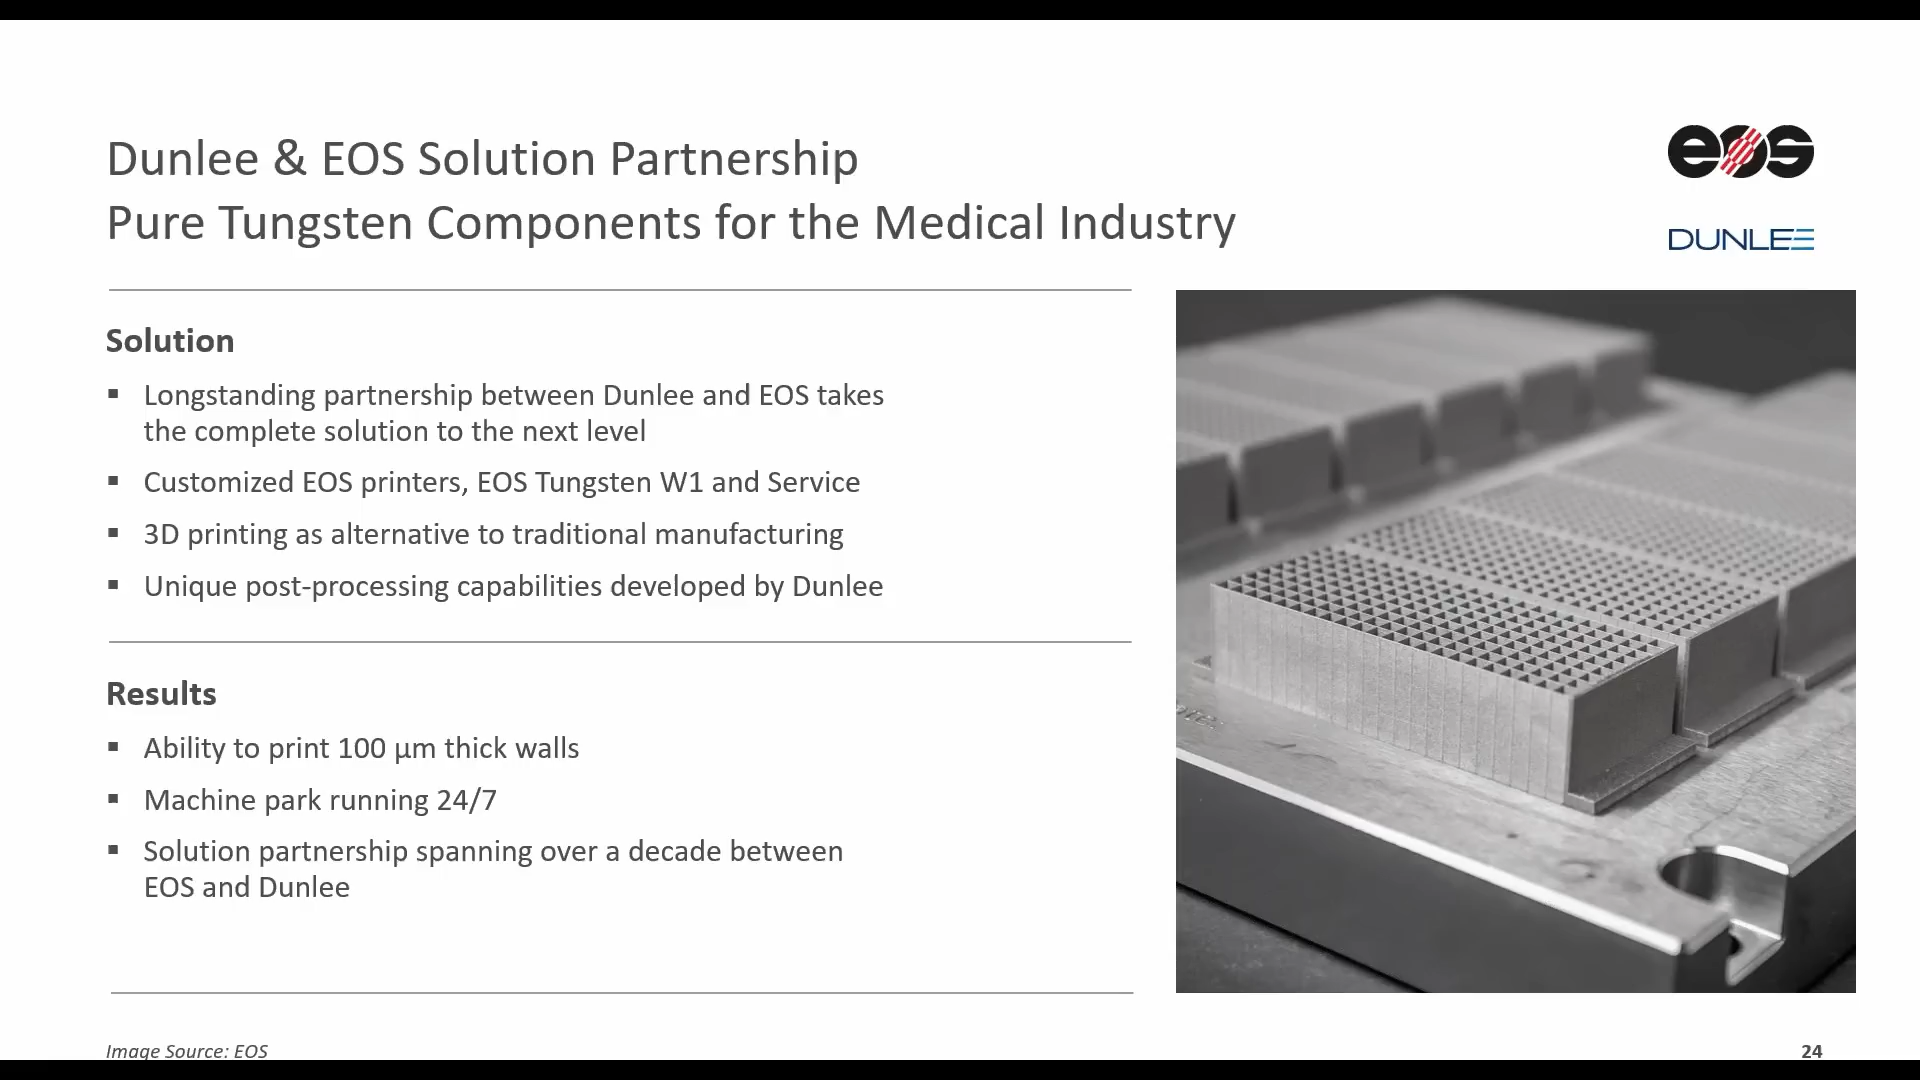 Dunlee & EOS Solution Partnership
Pure Tungsten Components for the Medical Industry
eos
DUNLEE
Solution
▪ Longstanding partnership between Dunlee and EOS takes
the complete solution to the next level
▪ Customized EOS printers, EOS Tungsten W1 and Service
▪ 3D printing as alternative to traditional manufacturing
▪ Unique post-processing capabilities developed by Dunlee
Results
▪ Ability to print 100 µm thick walls
▪ Machine park running 24/7
▪ Solution partnership spanning over a decade between
EOS and Dunlee
Image Source: EOS
24